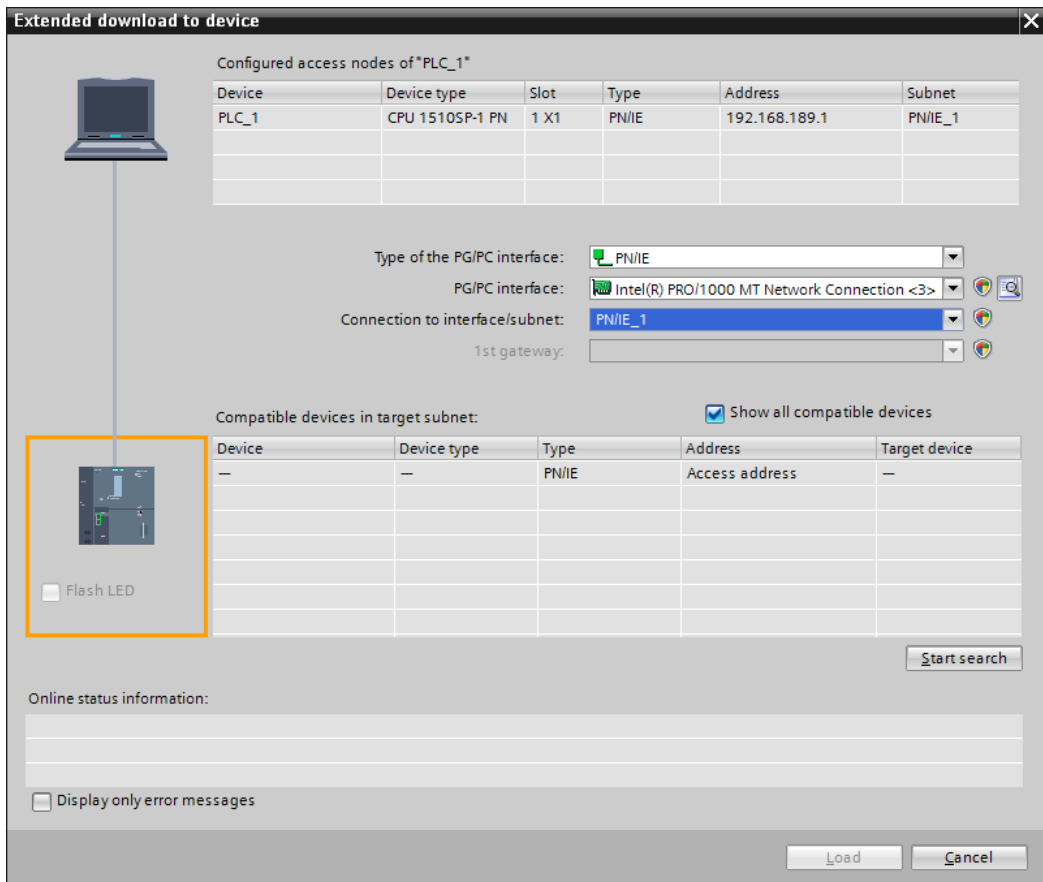 Extended download to device
Configured access nodes of "PLC_1"
Device Device type Slot Type Address Subnet
PLC_1 CPU 1510SP-1 PN 1 X1 PN/IE 192.168.189.1 PN/IE_1
Type of the PG/PC interface: PN/IE
PG/PC interface: Intel(R) PRO/1000 MT Network Connection <3>
Connection to interface/subnet: PN/IE_1
1st gateway:
Compatible devices in target subnet: Show all compatible devices
Device Device type Type Address Target device
— — PN/IE Access address —
Flash LED
Start search
Online status information:
Display only error messages
Load Cancel